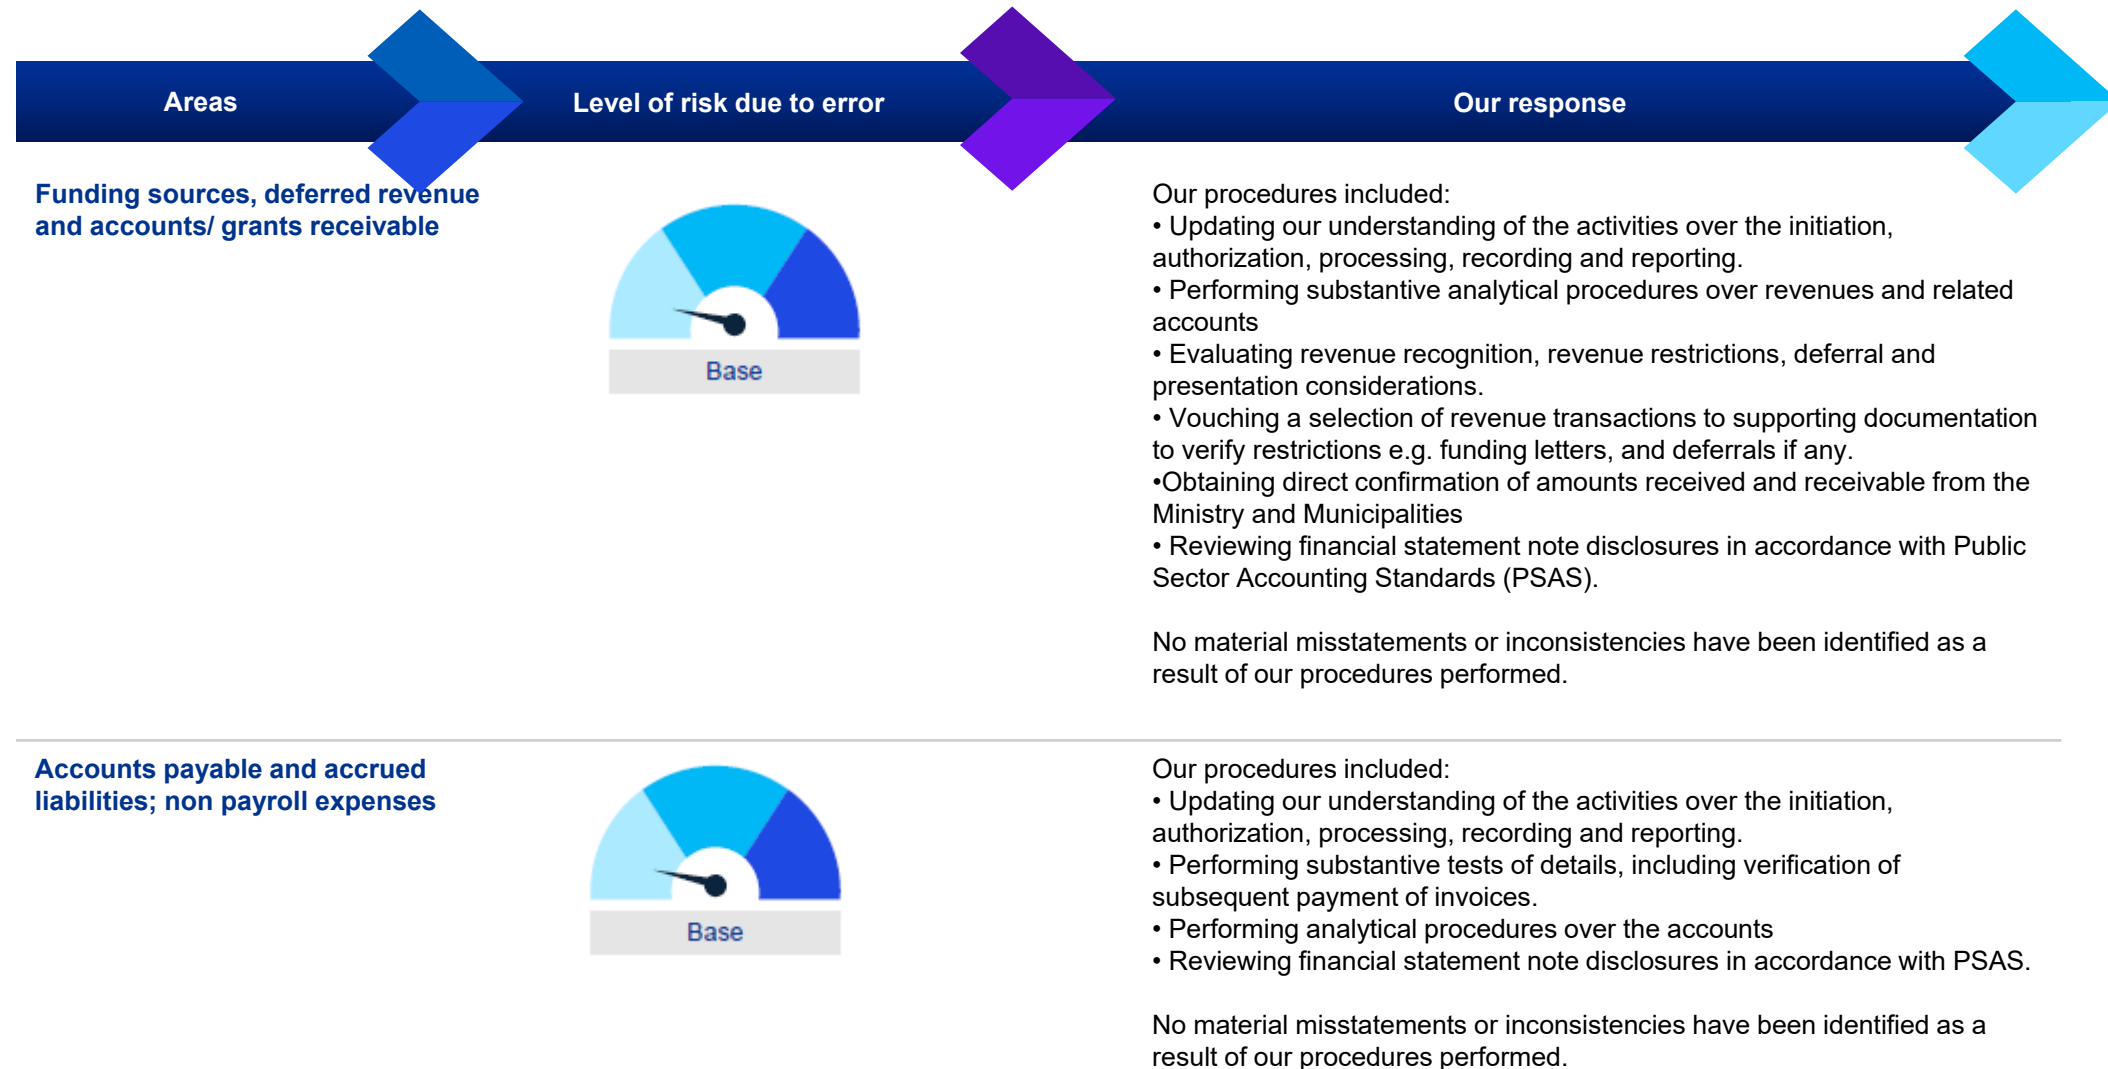 Areas
Level of risk due to error
Our response
Funding sources, deferred revenue
and accounts/ grants receivable
Base
Our procedures included:
• Updating our understanding of the activities over the initiation,
authorization, processing, recording and reporting.
• Performing substantive analytical procedures over revenues and related
accounts
• Evaluating revenue recognition, revenue restrictions, deferral and
presentation considerations.
• Vouching a selection of revenue transactions to supporting documentation
to verify restrictions e.g. funding letters, and deferrals if any.
•Obtaining direct confirmation of amounts received and receivable from the
Ministry and Municipalities
• Reviewing financial statement note disclosures in accordance with Public
Sector Accounting Standards (PSAS).
No material misstatements or inconsistencies have been identified as a
result of our procedures performed.
Accounts payable and accrued
liabilities; non payroll expenses
Base
Our procedures included:
• Updating our understanding of the activities over the initiation,
authorization, processing, recording and reporting.
• Performing substantive tests of details, including verification of
subsequent payment of invoices.
• Performing analytical procedures over the accounts
• Reviewing financial statement note disclosures in accordance with PSAS.
No material misstatements or inconsistencies have been identified as a
result of our procedures performed.